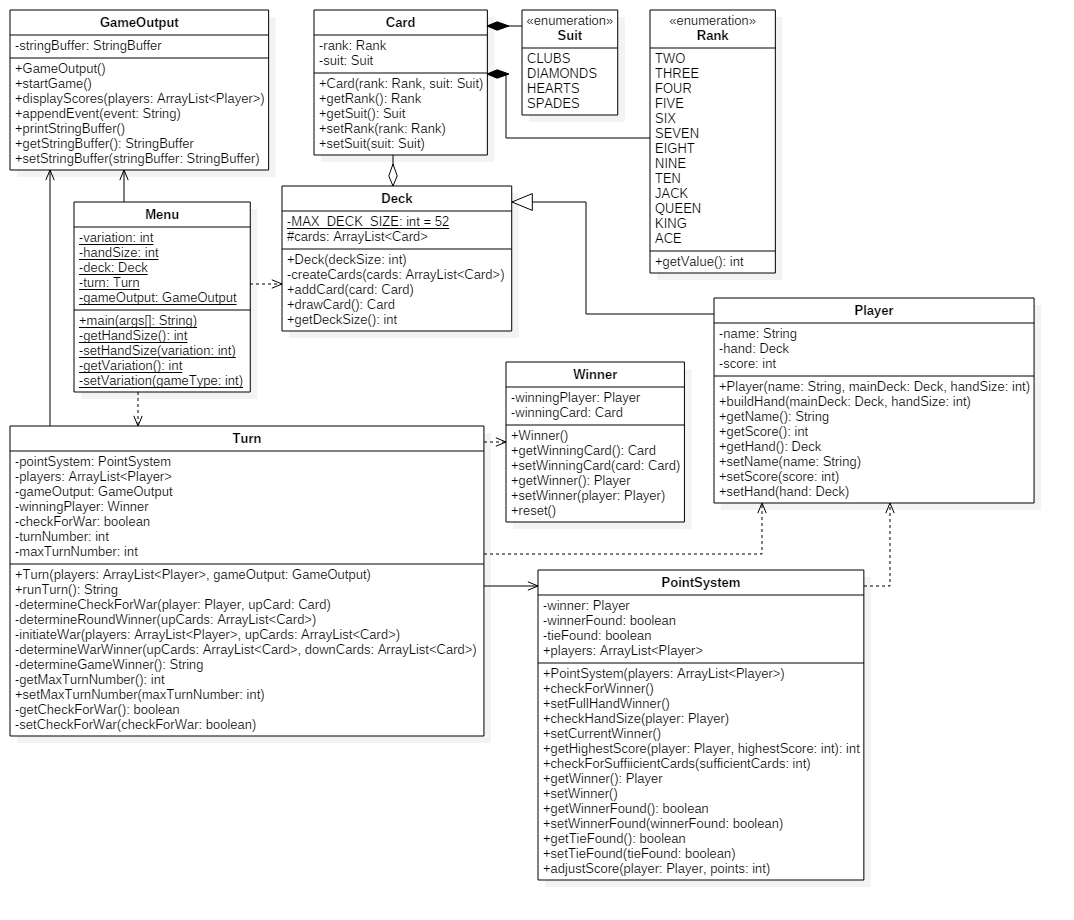 GameOutput
-stringBuffer: StringBuffer
+GameOutput()
+startGame()
+displayScores(players: ArrayList<Player>)
+appendEvent(event: String)
+printStringBuffer()
+getStringBuffer(): StringBuffer
+setStringBuffer(stringBuffer: StringBuffer)
Card
-rank: Rank
-suit: Suit
+Card(rank: Rank, suit: Suit)
+getRank(): Rank
+getSuit(): Suit
+setRank(rank: Rank)
+setSuit(suit: Suit)
«enumeration»
Suit
CLUBS
DIAMONDS
HEARTS
SPADES
«enumeration»
Rank
TWO
THREE
FOUR
FIVE
SIX
SEVEN
EIGHT
NINE
TEN
JACK
QUEEN
KING
ACE
+getValue(): int
Menu
-variation: int
-handSize: int
-deck: Deck
-turn: Turn
-gameOutput: GameOutput
+main(args[]: String)
-getHandSize(): int
-setHandSize(variation: int)
-getVariation(): int
-setVariation(gameType: int)
Deck
-MAX_DECK_SIZE: int = 52
#cards: ArrayList<Card>
+Deck(deckSize: int)
-createCards(cards: ArrayList<Card>)
+addCard(card: Card)
+drawCard(): Card
+getDeckSize(): int
Player
-name: String
-hand: Deck
-score: int
+Player(name: String, mainDeck: Deck, handSize: int)
+buildHand(mainDeck: Deck, handSize: int)
+getName(): String
+getScore(): int
+getHand(): Deck
+setName(name: String)
+setScore(score: int)
+setHand(hand: Deck)
Winner
-winningPlayer: Player
-winningCard: Card
+Winner()
+getWinningCard(): Card
+setWinningCard(card: Card)
+getWinner(): Player
+setWinner(player: Player)
+reset()
Turn
-pointSystem: PointSystem
-players: ArrayList<Player>
-gameOutput: GameOutput
-winningPlayer: Winner
-checkForWar: boolean
-turnNumber: int
-maxTurnNumber: int
+Turn(players: ArrayList<Player>, gameOutput: GameOutput)
+runTurn(): String
-determineCheckForWar(player: Player, upCard: Card)
-determineRoundWinner(upCards: ArrayList<Card>)
-initiateWar(players: ArrayList<Player>, upCards: ArrayList<Card>)
-determineWarWinner(upCards: ArrayList<Card>, downCards: ArrayList<Card>)
-determineGameWinner(): String
-getMaxTurnNumber(): int
+setMaxTurnNumber(maxTurnNumber: int)
-getCheckForWar(): boolean
-setCheckForWar(checkForWar: boolean)
PointSystem
-winner: Player
-winnerFound: boolean
-tieFound: boolean
+players: ArrayList<Player>
+PointSystem(players: ArrayList<Player>)
+checkForWinner()
+setFullHandWinner()
+checkHandSize(player: Player)
+setCurrentWinner()
+getHighestScore(player: Player, highestScore: int): int
+checkForSuffiicientCards(sufficientCards: int)
+getWinner(): Player
+setWinner()
+getWinnerFound(): boolean
+setWinnerFound(winnerFound: boolean)
+getTieFound(): boolean
+setTieFound(tieFound: boolean)
+adjustScore(player: Player, points: int)